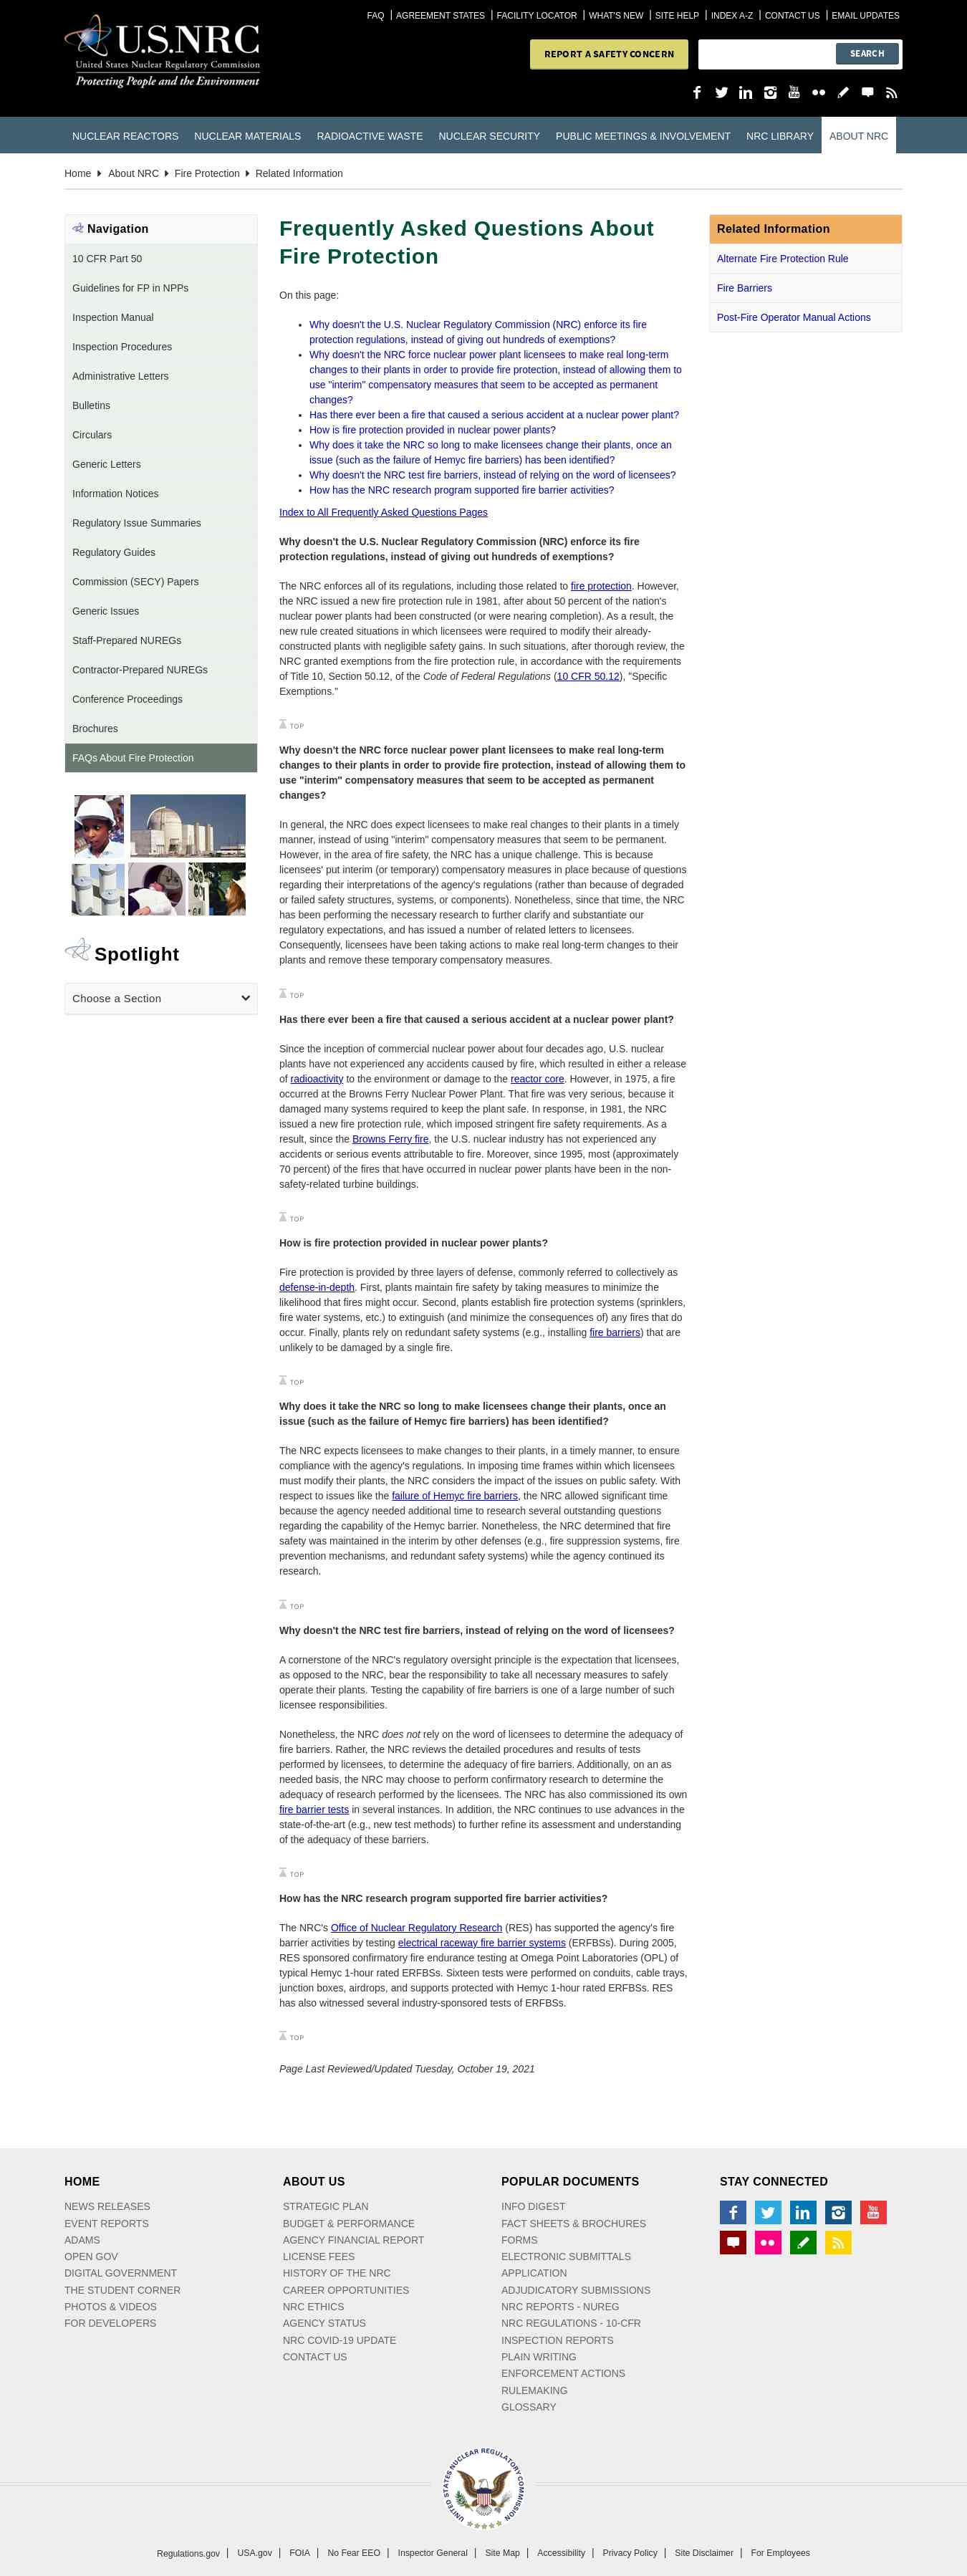 FAQ | AGREEMENT STATES | FACILITY LOCATOR | WHAT'S NEW | SITE HELP | INDEX A-Z | CONTACT US | EMAIL UPDATES
U.S.NRC
United States Nuclear Regulatory Commission
Protecting People and the Environment
REPORT A SAFETY CONCERN
SEARCH
NUCLEAR REACTORS NUCLEAR MATERIALS RADIOACTIVE WASTE NUCLEAR SECURITY PUBLIC MEETINGS & INVOLVEMENT NRC LIBRARY ABOUT NRC
Home About NRC Fire Protection Related Information
Navigation
10 CFR Part 50
Guidelines for FP in NPPs
Inspection Manual
Inspection Procedures
Administrative Letters
Bulletins
Circulars
Generic Letters
Information Notices
Regulatory Issue Summaries
Regulatory Guides
Commission (SECY) Papers
Generic Issues
Staff-Prepared NUREGs
Contractor-Prepared NUREGs
Conference Proceedings
Brochures
FAQs About Fire Protection
Spotlight
Choose a Section
Frequently Asked Questions About
Fire Protection
On this page:
• Why doesn't the U.S. Nuclear Regulatory Commission (NRC) enforce its fire
protection regulations, instead of giving out hundreds of exemptions?
• Why doesn't the NRC force nuclear power plant licensees to make real long-term
changes to their plants in order to provide fire protection, instead of allowing them to
use "interim" compensatory measures that seem to be accepted as permanent
changes?
• Has there ever been a fire that caused a serious accident at a nuclear power plant?
• How is fire protection provided in nuclear power plants?
• Why does it take the NRC so long to make licensees change their plants, once an
issue (such as the failure of Hemyc fire barriers) has been identified?
• Why doesn't the NRC test fire barriers, instead of relying on the word of licensees?
• How has the NRC research program supported fire barrier activities?
Index to All Frequently Asked Questions Pages
Why doesn't the U.S. Nuclear Regulatory Commission (NRC) enforce its fire
protection regulations, instead of giving out hundreds of exemptions?
The NRC enforces all of its regulations, including those related to fire protection. However,
the NRC issued a new fire protection rule in 1981, after about 50 percent of the nation's
nuclear power plants had been constructed (or were nearing completion). As a result, the
new rule created situations in which licensees were required to modify their already-
constructed plants with negligible safety gains. In such situations, after thorough review, the
NRC granted exemptions from the fire protection rule, in accordance with the requirements
of Title 10, Section 50.12, of the Code of Federal Regulations (10 CFR 50.12), "Specific
Exemptions."
TOP
Why doesn't the NRC force nuclear power plant licensees to make real long-term
changes to their plants in order to provide fire protection, instead of allowing them to
use "interim" compensatory measures that seem to be accepted as permanent
changes?
In general, the NRC does expect licensees to make real changes to their plants in a timely
manner, instead of using "interim" compensatory measures that seem to be permanent.
However, in the area of fire safety, the NRC has a unique challenge. This is because
licensees' put interim (or temporary) compensatory measures in place because of questions
regarding their interpretations of the agency's regulations (rather than because of degraded
or failed safety structures, systems, or components). Nonetheless, since that time, the NRC
has been performing the necessary research to further clarify and substantiate our
regulatory expectations, and has issued a number of related letters to licensees.
Consequently, licensees have been taking actions to make real long-term changes to their
plants and remove these temporary compensatory measures.
TOP
Has there ever been a fire that caused a serious accident at a nuclear power plant?
Since the inception of commercial nuclear power about four decades ago, U.S. nuclear
plants have not experienced any accidents caused by fire, which resulted in either a release
of radioactivity to the environment or damage to the reactor core. However, in 1975, a fire
occurred at the Browns Ferry Nuclear Power Plant. That fire was very serious, because it
damaged many systems required to keep the plant safe. In response, in 1981, the NRC
issued a new fire protection rule, which imposed stringent fire safety requirements. As a
result, since the Browns Ferry fire, the U.S. nuclear industry has not experienced any
accidents or serious events attributable to fire. Moreover, since 1995, most (approximately
70 percent) of the fires that have occurred in nuclear power plants have been in the non-
safety-related turbine buildings.
TOP
How is fire protection provided in nuclear power plants?
Fire protection is provided by three layers of defense, commonly referred to collectively as
defense-in-depth. First, plants maintain fire safety by taking measures to minimize the
likelihood that fires might occur. Second, plants establish fire protection systems (sprinklers,
fire water systems, etc.) to extinguish (and minimize the consequences of) any fires that do
occur. Finally, plants rely on redundant safety systems (e.g., installing fire barriers) that are
unlikely to be damaged by a single fire.
TOP
Why does it take the NRC so long to make licensees change their plants, once an
issue (such as the failure of Hemyc fire barriers) has been identified?
The NRC expects licensees to make changes to their plants, in a timely manner, to ensure
compliance with the agency's regulations. In imposing time frames within which licensees
must modify their plants, the NRC considers the impact of the issues on public safety. With
respect to issues like the failure of Hemyc fire barriers, the NRC allowed significant time
because the agency needed additional time to research several outstanding questions
regarding the capability of the Hemyc barrier. Nonetheless, the NRC determined that fire
safety was maintained in the interim by other defenses (e.g., fire suppression systems, fire
prevention mechanisms, and redundant safety systems) while the agency continued its
research.
TOP
Why doesn't the NRC test fire barriers, instead of relying on the word of licensees?
A cornerstone of the NRC's regulatory oversight principle is the expectation that licensees,
as opposed to the NRC, bear the responsibility to take all necessary measures to safely
operate their plants. Testing the capability of fire barriers is one of a large number of such
licensee responsibilities.
Nonetheless, the NRC does not rely on the word of licensees to determine the adequacy of
fire barriers. Rather, the NRC reviews the detailed procedures and results of tests
performed by licensees, to determine the adequacy of fire barriers. Additionally, on an as
needed basis, the NRC may choose to perform confirmatory research to determine the
adequacy of research performed by the licensees. The NRC has also commissioned its own
fire barrier tests in several instances. In addition, the NRC continues to use advances in the
state-of-the-art (e.g., new test methods) to further refine its assessment and understanding
of the adequacy of these barriers.
TOP
How has the NRC research program supported fire barrier activities?
The NRC's Office of Nuclear Regulatory Research (RES) has supported the agency's fire
barrier activities by testing electrical raceway fire barrier systems (ERFBSs). During 2005,
RES sponsored confirmatory fire endurance testing at Omega Point Laboratories (OPL) of
typical Hemyc 1-hour rated ERFBSs. Sixteen tests were performed on conduits, cable trays,
junction boxes, airdrops, and supports protected with Hemyc 1-hour rated ERFBSs. RES
has also witnessed several industry-sponsored tests of ERFBSs.
TOP
Page Last Reviewed/Updated Tuesday, October 19, 2021
Related Information
Alternate Fire Protection Rule
Fire Barriers
Post-Fire Operator Manual Actions
HOME
NEWS RELEASES
EVENT REPORTS
ADAMS
OPEN GOV
DIGITAL GOVERNMENT
THE STUDENT CORNER
PHOTOS & VIDEOS
FOR DEVELOPERS
ABOUT US
STRATEGIC PLAN
BUDGET & PERFORMANCE
AGENCY FINANCIAL REPORT
LICENSE FEES
HISTORY OF THE NRC
CAREER OPPORTUNITIES
NRC ETHICS
AGENCY STATUS
NRC COVID-19 UPDATE
CONTACT US
POPULAR DOCUMENTS
INFO DIGEST
FACT SHEETS & BROCHURES
FORMS
ELECTRONIC SUBMITTALS
APPLICATION
ADJUDICATORY SUBMISSIONS
NRC REPORTS - NUREG
NRC REGULATIONS - 10-CFR
INSPECTION REPORTS
PLAIN WRITING
ENFORCEMENT ACTIONS
RULEMAKING
GLOSSARY
STAY CONNECTED
UNITED STATES NUCLEAR REGULATORY COMMISSION
Regulations.gov | USA.gov | FOIA | No Fear EEO | Inspector General | Site Map | Accessibility | Privacy Policy | Site Disclaimer | For Employees